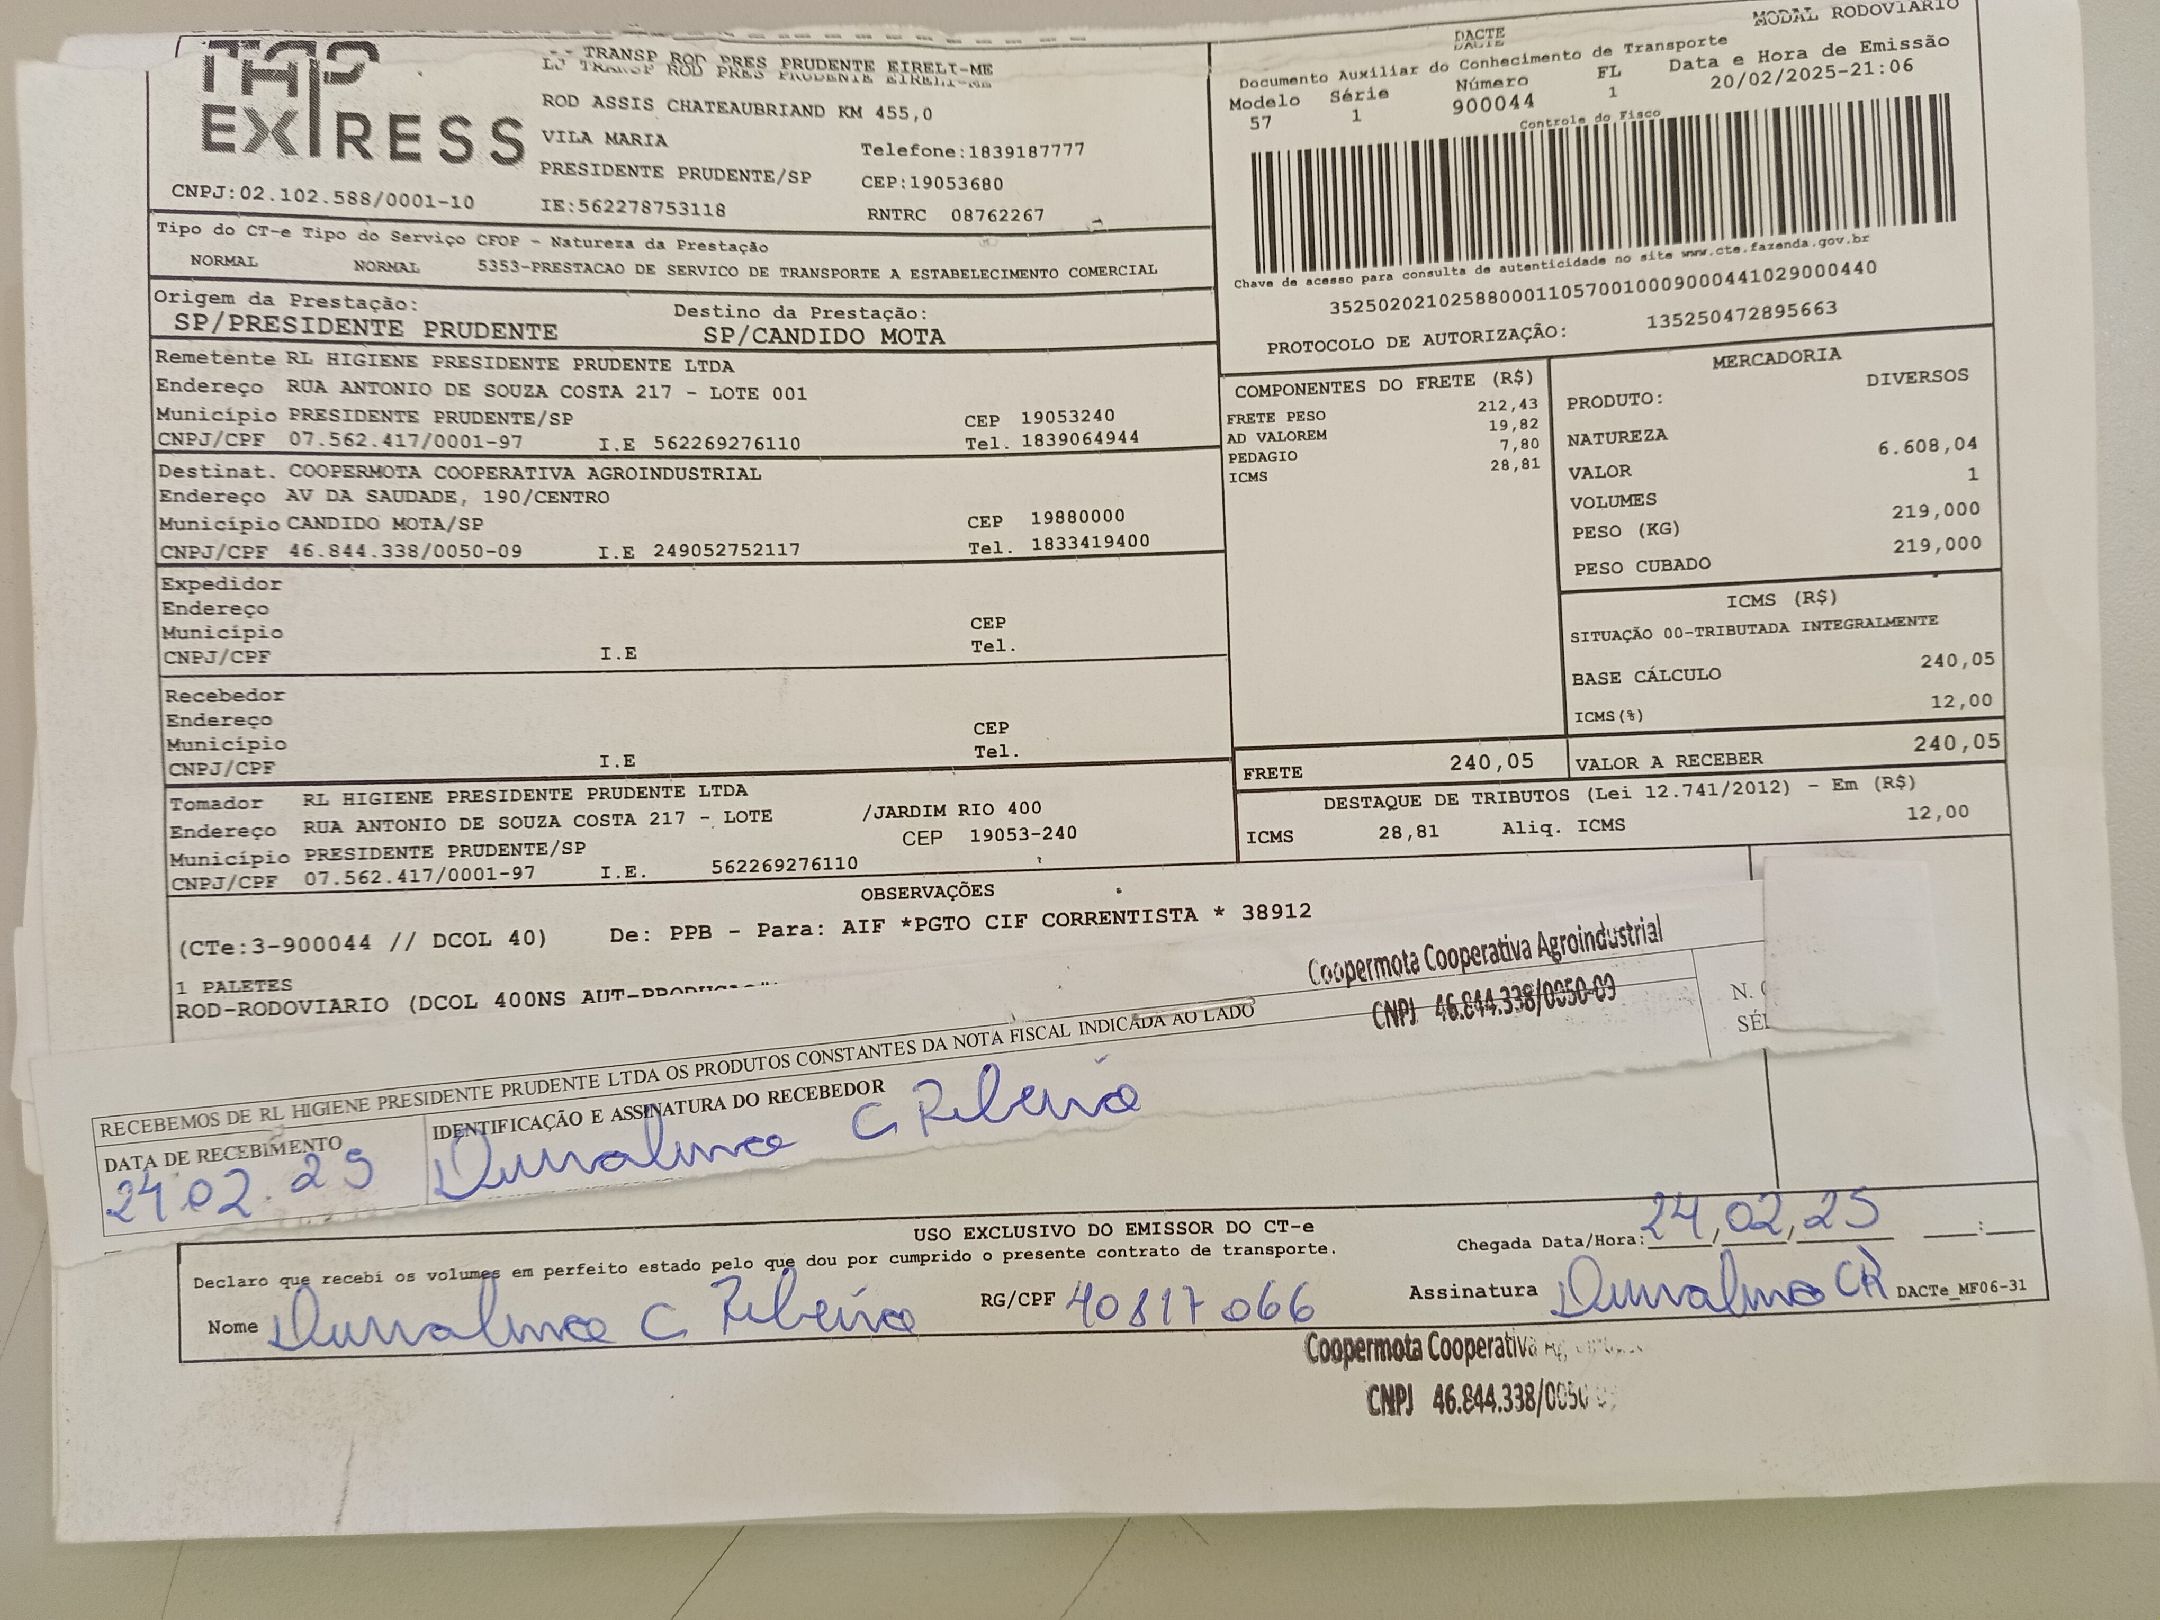 TAP EXPRESS
CNPJ:02.102.588/0001-10
LJ TRANSP ROD PRES PRUDENTE EIRELI-ME
ROD ASSIS CHATEAUBRIAND KM 455,0
VILA MARIA
Telefone:1839187777
PRESIDENTE PRUDENTE/SP CEP:19053680
IE:562278753118 RNTRC 08762267
MODAL RODOVIARIO
DACTE
Documento Auxiliar do Conhecimento de Transporte
Modelo Série Número FL Data e Hora de Emissão
57 1 900044 1 20/02/2025-21:06
Controle do Fisco
Chave de acesso para consulta de autenticidade no site www.cte.fazenda.gov.br
35250202102588000110570010009000441029000440
PROTOCOLO DE AUTORIZAÇÃO: 135250472895663
Tipo do CT-e Tipo do Serviço CFOP - Natureza da Prestação
NORMAL NORMAL 5353-PRESTACAO DE SERVICO DE TRANSPORTE A ESTABELECIMENTO COMERCIAL
Origem da Prestação: Destino da Prestação:
SP/PRESIDENTE PRUDENTE SP/CANDIDO MOTA
Remetente RL HIGIENE PRESIDENTE PRUDENTE LTDA
Endereço RUA ANTONIO DE SOUZA COSTA 217 - LOTE 001
Município PRESIDENTE PRUDENTE/SP CEP 19053240
CNPJ/CPF 07.562.417/0001-97 I.E 562269276110 Tel. 1839064944
Destinat. COOPERMOTA COOPERATIVA AGROINDUSTRIAL
Endereço AV DA SAUDADE, 190/CENTRO
Município CANDIDO MOTA/SP CEP 19880000
CNPJ/CPF 46.844.338/0050-09 I.E 249052752117 Tel. 1833419400
Expedidor
Endereço
Município CEP
CNPJ/CPF I.E Tel.
Recebedor
Endereço
Município CEP
CNPJ/CPF I.E Tel.
Tomador RL HIGIENE PRESIDENTE PRUDENTE LTDA
Endereço RUA ANTONIO DE SOUZA COSTA 217 - LOTE /JARDIM RIO 400
Município PRESIDENTE PRUDENTE/SP CEP 19053-240
CNPJ/CPF 07.562.417/0001-97 I.E. 562269276110
COMPONENTES DO FRETE (R$)
FRETE PESO 212,43
AD VALOREM 19,82
PEDAGIO 7,80
ICMS 28,81
MERCADORIA
PRODUTO: DIVERSOS
NATUREZA
VALOR 6.608,04
VOLUMES 1
PESO (KG) 219,000
PESO CUBADO 219,000
ICMS (R$)
SITUAÇÃO 00-TRIBUTADA INTEGRALMENTE
BASE CÁLCULO 240,05
ICMS(%) 12,00
FRETE 240,05 VALOR A RECEBER 240,05
DESTAQUE DE TRIBUTOS (Lei 12.741/2012) - Em (R$)
ICMS 28,81 Aliq. ICMS 12,00
OBSERVAÇÕES
(CTe:3-900044 // DCOL 40) De: PPB - Para: AIF *PGTO CIF CORRENTISTA * 38912
1 PALETES
ROD-RODOVIARIO (DCOL 400NS AUT-PRODUCAO
Coopermota Cooperativa Agroindustrial
CNPJ 46.844.338/0050-09
N.
SÉ
RECEBEMOS DE RL HIGIENE PRESIDENTE PRUDENTE LTDA OS PRODUTOS CONSTANTES DA NOTA FISCAL INDICADA AO LADO
DATA DE RECEBIMENTO IDENTIFICAÇÃO E ASSINATURA DO RECEBEDOR
24.02.25 Durvalina C Ribeiro
USO EXCLUSIVO DO EMISSOR DO CT-e
Declaro que recebi os volumes em perfeito estado pelo que dou por cumprido o presente contrato de transporte.
Chegada Data/Hora: 24/02/25 __:__
Nome Durvalina C Ribeiro RG/CPF 40817066 Assinatura Durvalina CR DACTe_MF06-31
Coopermota Cooperativa
CNPJ 46.844.338/0050